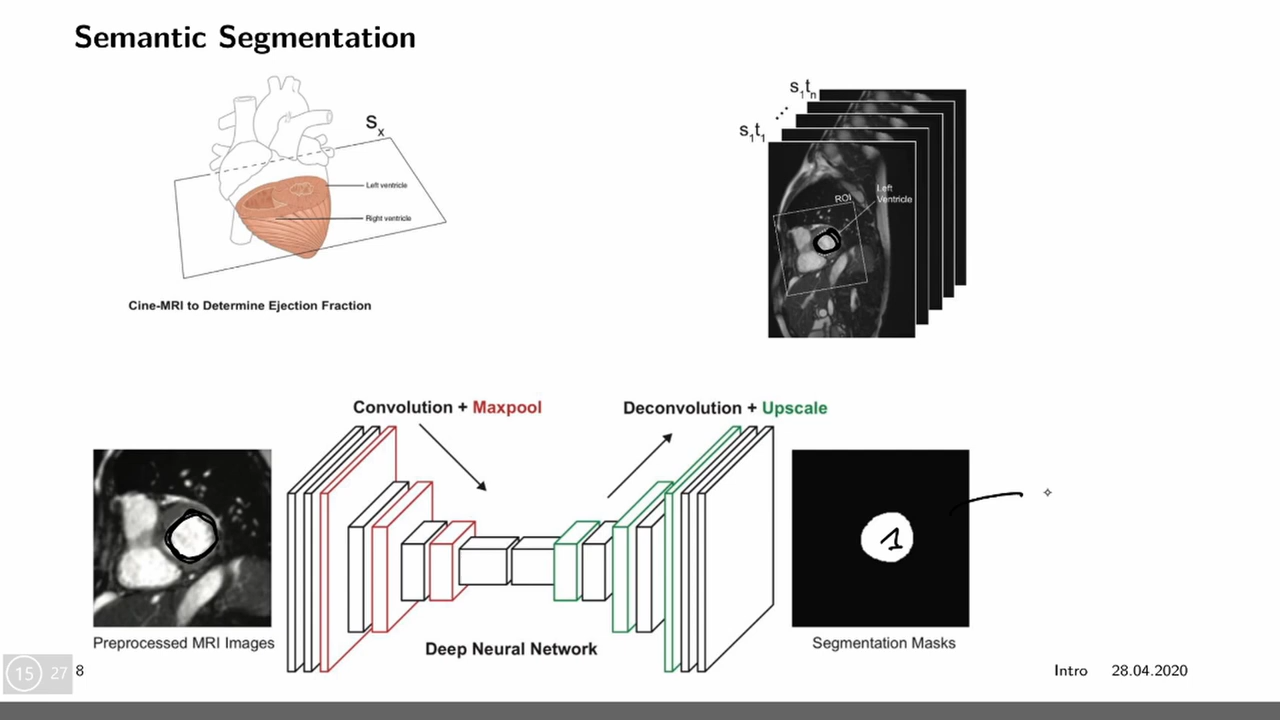 Semantic Segmentation
Sx
Left ventricle
Right ventricle
Cine-MRI to Determine Ejection Fraction
s1tn
s1t1
ROI
Left
Ventricle
Convolution + Maxpool
Deconvolution + Upscale
1
Preprocessed MRI Images
Deep Neural Network
Segmentation Masks
15 27 8
Intro 28.04.2020